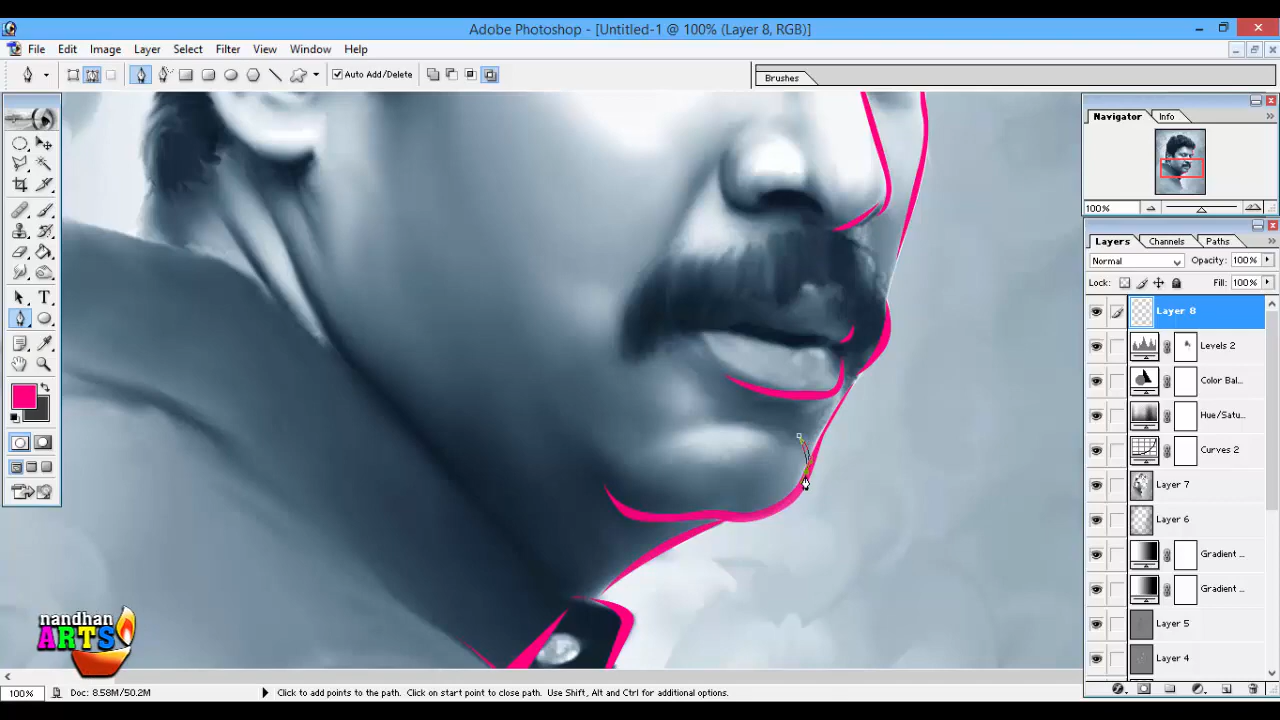 Adobe Photoshop - [Untitled-1 @ 100% (Layer 8, RGB)]
File Edit Image Layer Select Filter View Window Help
Auto Add/Delete
Brushes
Navigator Info
100%
Layers Channels Paths
Normal Opacity: 100%
Lock: Fill: 100%
Layer 8
Levels 2
Color Bal...
Hue/Satu...
Curves 2
Layer 7
Layer 6
Gradient ...
Gradient ...
Layer 5
Layer 4
nandhan
ARTS
100% Doc: 8.58M/50.2M Click to add points to the path. Click on start point to close path. Use Shift, Alt and Ctrl for additional options.